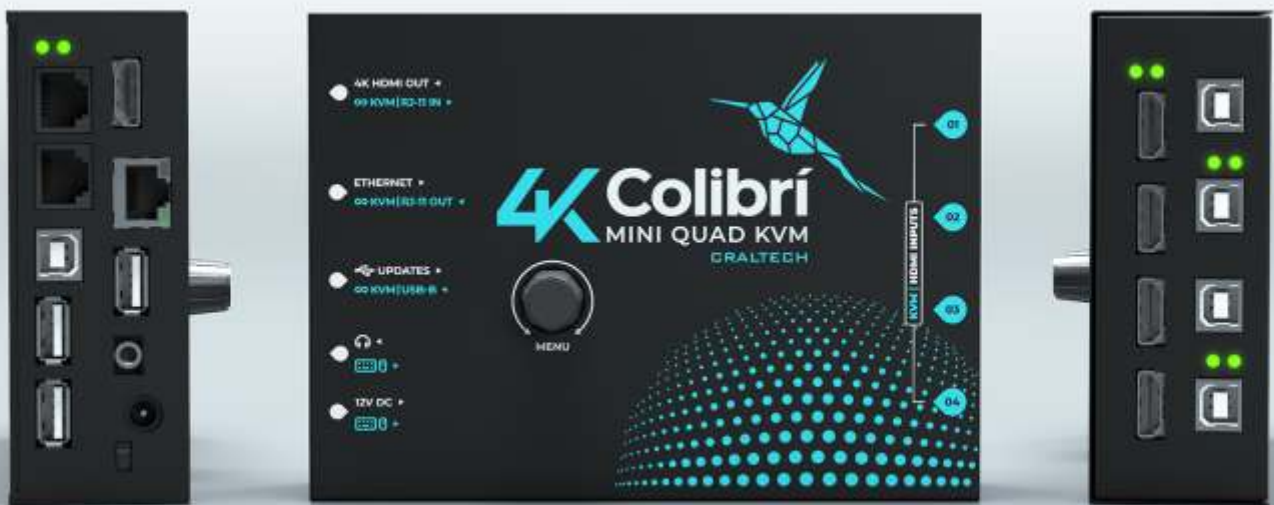 4K HDMI OUT
KVM|RJ-11 IN
ETHERNET
KVM|RJ-11 OUT
UPDATES
KVM|USB-B
12V DC
4K Colibrí
MINI QUAD KVM
CRALTECH
MENU
KVM | HDMI INPUTS
01
02
03
04